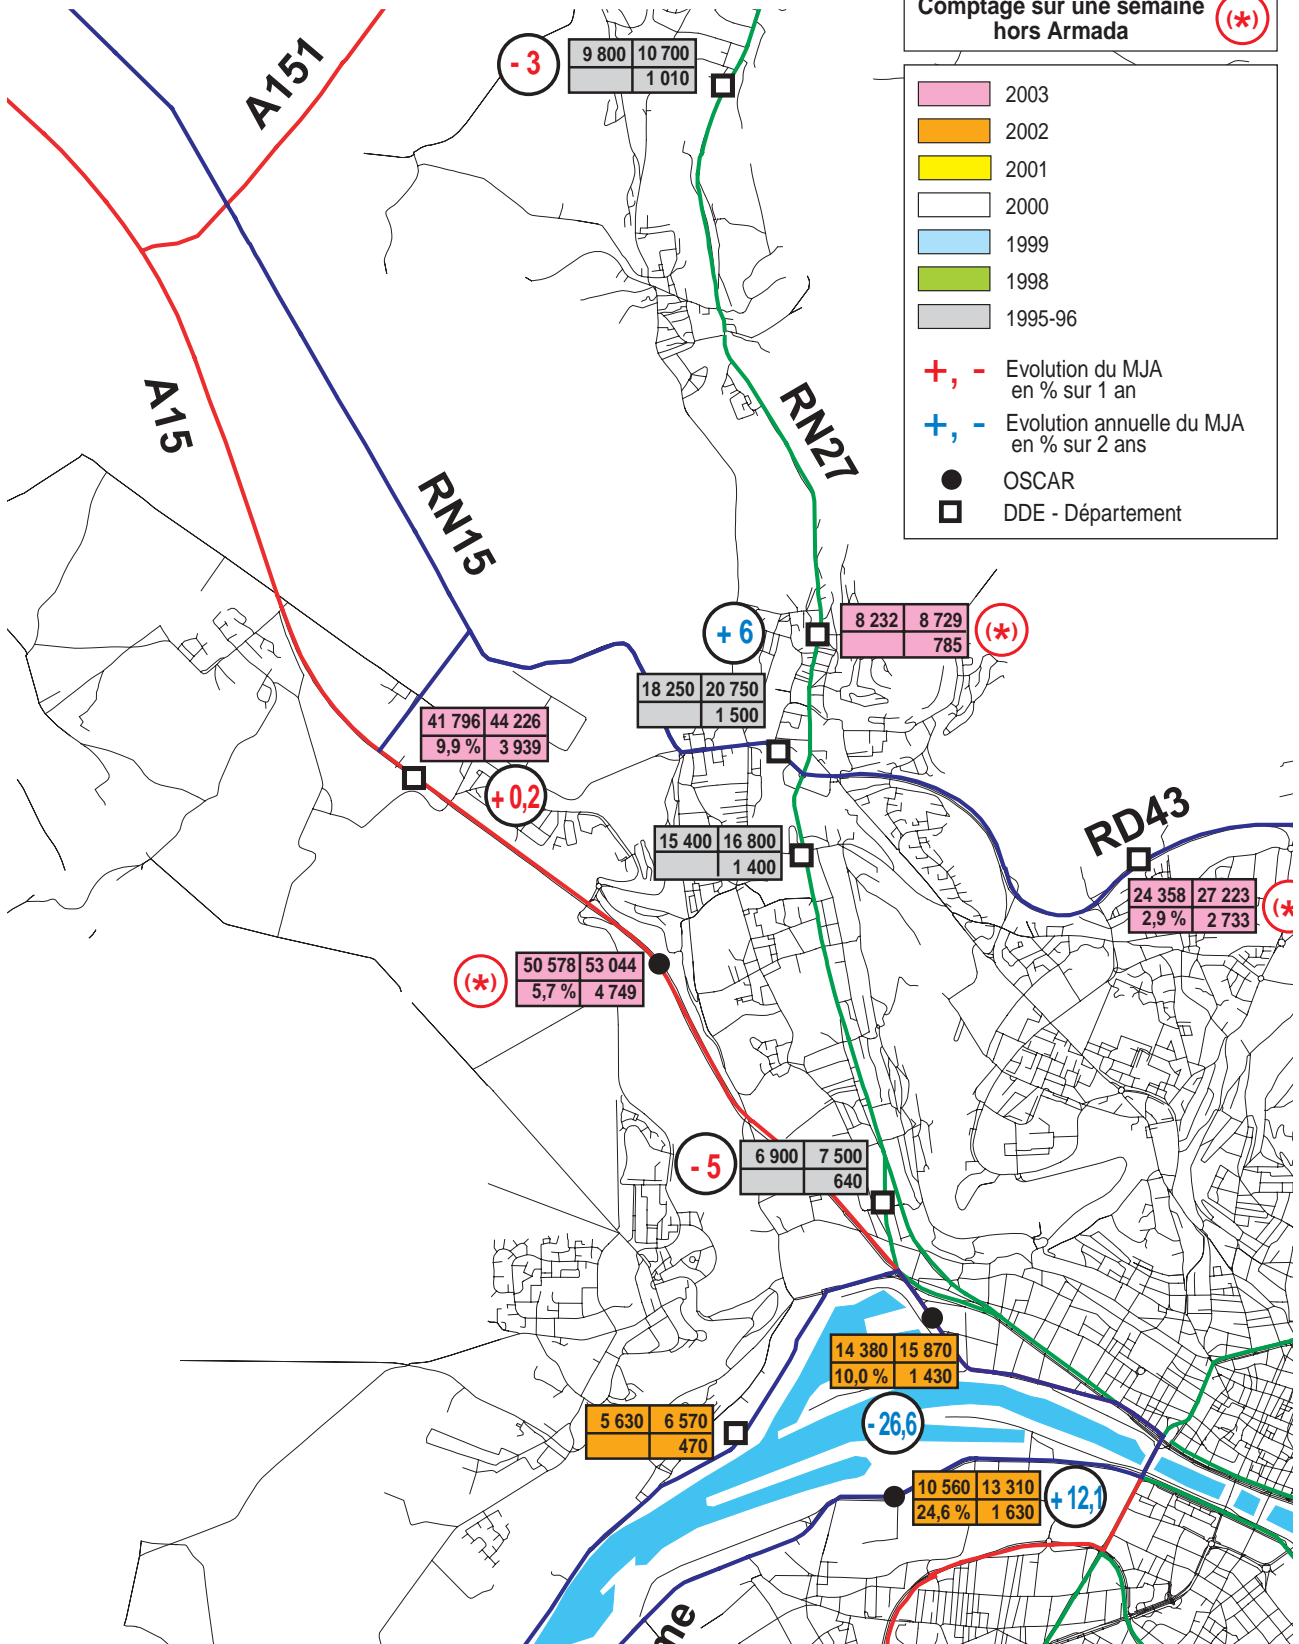 Comptage sur une semaine (*)
hors Armada
2003
2002
2001
2000
1999
1998
1995-96
+, - Evolution du MJA
en % sur 1 an
+, - Evolution annuelle du MJA
en % sur 2 ans
OSCAR
DDE - Département
A151
- 3
9 800 10 700
1 010
A15
RN15
RN27
+ 6
8 232 8 729
785
(*)
18 250 20 750
1 500
41 796 44 226
9,9 % 3 939
+ 0,2
15 400 16 800
1 400
RD43
24 358 27 223
2,9 % 2 733
(*
(*)
50 578 53 044
5,7 % 4 749
- 5
6 900 7 500
640
14 380 15 870
10,0 % 1 430
- 26,6
5 630 6 570
470
10 560 13 310
24,6 % 1 630
+ 12,1
me